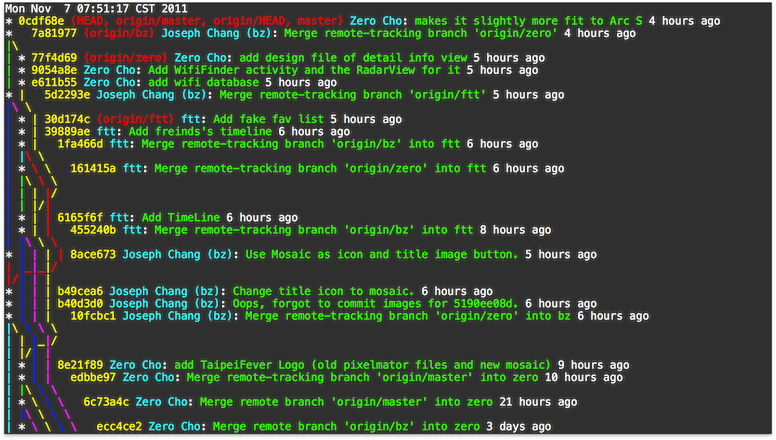 Mon Nov  7 07:51:17 CST 2011
* 0cdf68e (HEAD, origin/master, origin/HEAD, master) Zero Cho: makes it slightly more fit to Arc S 4 hours ago
* 7a81977 (origin/bz) Joseph Chang (bz): Merge remote-tracking branch 'origin/zero' 4 hours ago
* 77f4d69 (origin/zero) Zero Cho: add design file of detail info view 5 hours ago
* 9054a8e Zero Cho: Add WifiFinder activity and the RadarView for it 5 hours ago
* e611b55 Zero Cho: add wifi database 5 hours ago
* 5d2293e Joseph Chang (bz): Merge remote-tracking branch 'origin/ftt' 5 hours ago
* 30d174c (origin/ftt) ftt: Add fake fav list 5 hours ago
* 39889ae ftt: Add freinds's timeline 6 hours ago
* 1fa466d ftt: Merge remote-tracking branch 'origin/bz' into ftt 6 hours ago
* 161415a ftt: Merge remote-tracking branch 'origin/zero' into ftt 6 hours ago
* 6165f6f ftt: Add TimeLine 6 hours ago
* 455240b ftt: Merge remote-tracking branch 'origin/bz' into ftt 8 hours ago
* 8ace673 Joseph Chang (bz): Use Mosaic as icon and title image button. 5 hours ago
* b49cea6 Joseph Chang (bz): Change title icon to mosaic. 6 hours ago
* b40d3d0 Joseph Chang (bz): Oops, forgot to commit images for 5190ee08d. 6 hours ago
* 10fcbc1 Joseph Chang (bz): Merge remote-tracking branch 'origin/zero' into bz 6 hours ago
* 8e21f89 Zero Cho: add TaipeiFever Logo (old pixelmator files and new mosaic) 9 hours ago
* edbbe97 Zero Cho: Merge remote-tracking branch 'origin/master' into zero 10 hours ago
* 6c73a4c Zero Cho: Merge remote branch 'origin/master' into zero 21 hours ago
* ecc4ce2 Zero Cho: Merge remote branch 'origin/master' into zero 3 days ago